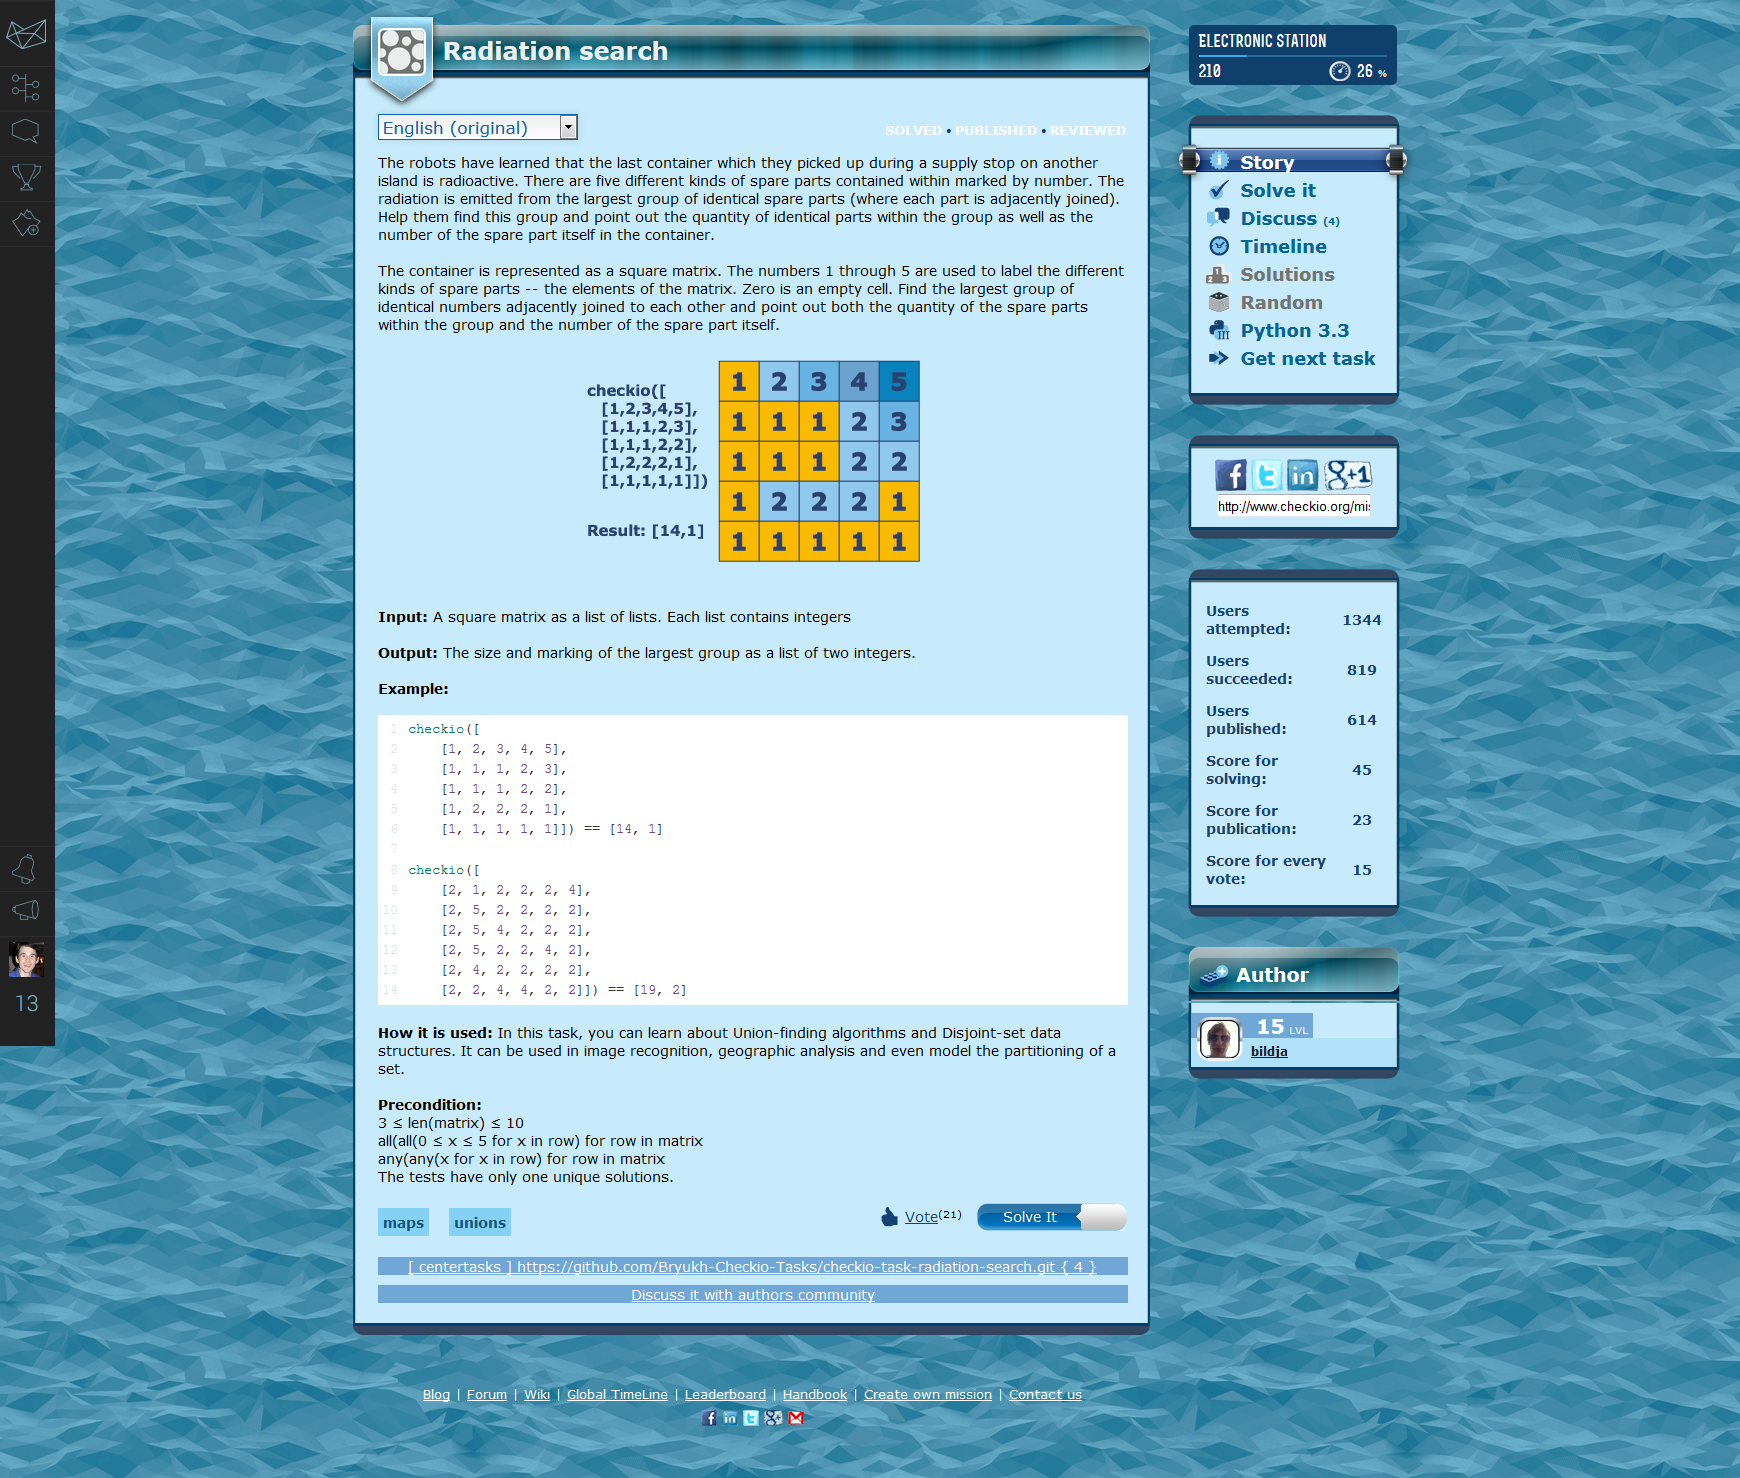 Radiation search
ELECTRONIC STATION
210
26 %
English (original)
SOLVED • PUBLISHED • REVIEWED
The robots have learned that the last container which they picked up during a supply stop on another
island is radioactive. There are five different kinds of spare parts contained within marked by number. The
radiation is emitted from the largest group of identical spare parts (where each part is adjacently joined).
Help them find this group and point out the quantity of identical parts within the group as well as the
number of the spare part itself in the container.
The container is represented as a square matrix. The numbers 1 through 5 are used to label the different
kinds of spare parts -- the elements of the matrix. Zero is an empty cell. Find the largest group of
identical numbers adjacently joined to each other and point out both the quantity of the spare parts
within the group and the number of the spare part itself.
checkio([
[1,2,3,4,5],
[1,1,1,2,3],
[1,1,1,2,2],
[1,2,2,2,1],
[1,1,1,1,1]])
Result: [14,1]
1 2 3 4 5
1 1 1 2 3
1 1 1 2 2
1 2 2 2 1
1 1 1 1 1
Input: A square matrix as a list of lists. Each list contains integers
Output: The size and marking of the largest group as a list of two integers.
Example:
1 checkio([
2 [1, 2, 3, 4, 5],
3 [1, 1, 1, 2, 3],
4 [1, 1, 1, 2, 2],
5 [1, 2, 2, 2, 1],
6 [1, 1, 1, 1, 1]]) == [14, 1]
7
8 checkio([
9 [2, 1, 2, 2, 2, 4],
10 [2, 5, 2, 2, 2, 2],
11 [2, 5, 4, 2, 2, 2],
12 [2, 5, 2, 2, 4, 2],
13 [2, 4, 2, 2, 2, 2],
14 [2, 2, 4, 4, 2, 2]]) == [19, 2]
How it is used: In this task, you can learn about Union-finding algorithms and Disjoint-set data
structures. It can be used in image recognition, geographic analysis and even model the partitioning of a
set.
Precondition:
3 ≤ len(matrix) ≤ 10
all(all(0 ≤ x ≤ 5 for x in row) for row in matrix
any(any(x for x in row) for row in matrix
The tests have only one unique solutions.
maps unions
Vote(21)
Solve It
[ centertasks ] https://github.com/Bryukh-Checkio-Tasks/checkio-task-radiation-search.git { 4 }
Discuss it with authors community
Story
Solve it
Discuss (4)
Timeline
Solutions
Random
Python 3.3
Get next task
http://www.checkio.org/mi
Users
attempted: 1344
Users
succeeded: 819
Users
published: 614
Score for
solving: 45
Score for
publication: 23
Score for every
vote: 15
Author
15 LVL
bildja
13
Blog | Forum | Wiki | Global TimeLine | Leaderboard | Handbook | Create own mission | Contact us